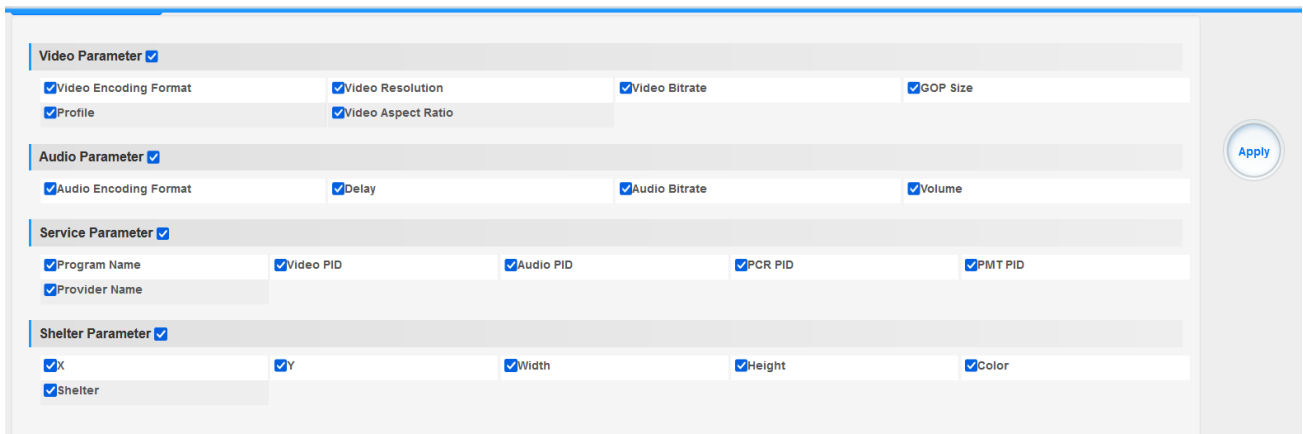 Video Parameter
Video Encoding Format Video Resolution Video Bitrate GOP Size
Profile Video Aspect Ratio
Apply
Audio Parameter
Audio Encoding Format Delay Audio Bitrate Volume
Service Parameter
Program Name Video PID Audio PID PCR PID PMT PID
Provider Name
Shelter Parameter
X Y Width Height Color
Shelter